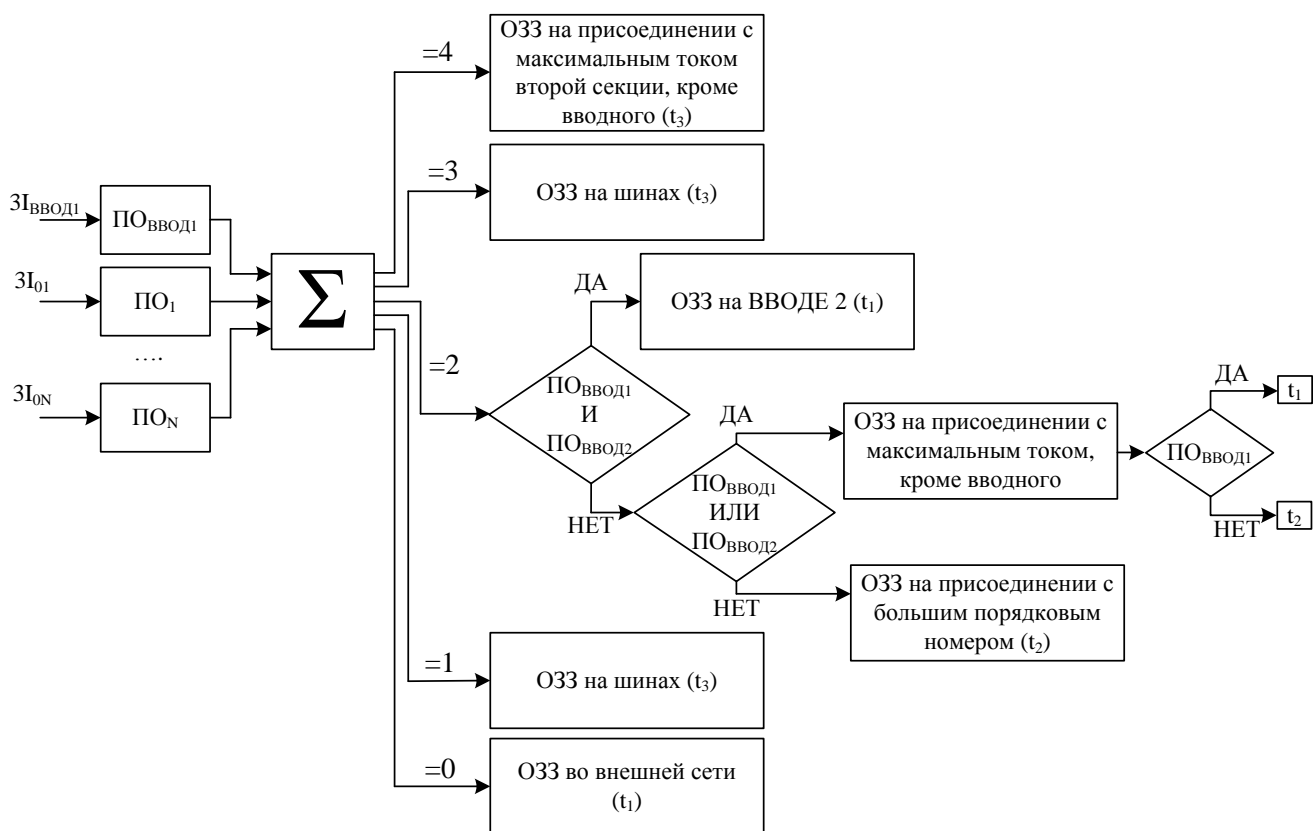 ОЗЗ на присоединении с
максимальным током
второй секции, кроме
вводного (t3)
=4
=3
ОЗЗ на шинах (t3)
3IВВОД1
ПОВВОД1
3I01
ПО1
….
3I0N
ПОN
Σ
ДА
ОЗЗ на ВВОДЕ 2 (t1)
=2
ПОВВОД1
И
ПОВВОД2
НЕТ
ДА
ПОВВОД1
ИЛИ
ПОВВОД2
НЕТ
ОЗЗ на присоединении с
максимальным током,
кроме вводного
ДА
t1
ПОВВОД1
НЕТ
t2
ОЗЗ на присоединении с
большим порядковым
номером (t2)
=1
ОЗЗ на шинах (t3)
=0
ОЗЗ во внешней сети
(t1)